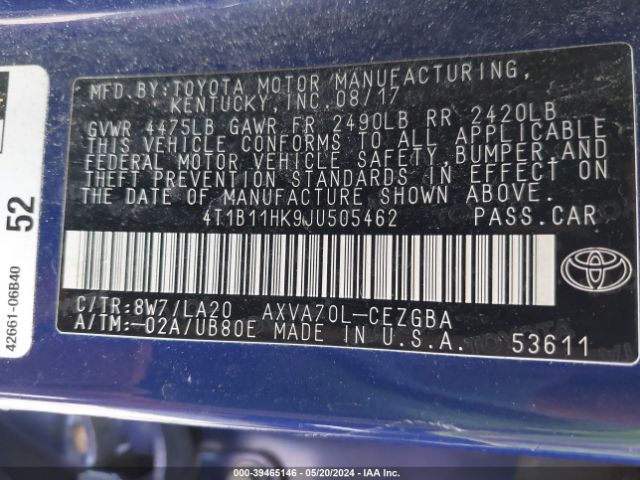 MFD.BY:TOYOTA MOTOR MANUFACTURING,
KENTUCKY,INC.08/17
GVWR 4475LB GAWR FR 2490LB RR 2420LB
THIS VEHICLE CONFORMS TO ALL APPLICABLE
FEDERAL MOTOR VEHICLE SAFETY,BUMPER,AND
THEFT PREVENTION STANDARDS IN EFFECT ON
THE DATE OF MANUFACTURE SHOWN ABOVE.
4T1B11HK9JU505462 PASS.CAR
C/TR:8W7/LA20 AXVA70L-CEZGBA
A/TM:-02A/UB80E MADE IN U.S.A. 53611
52
42661-06B40
000-39465146 - 05/20/2024 - IAA Inc.